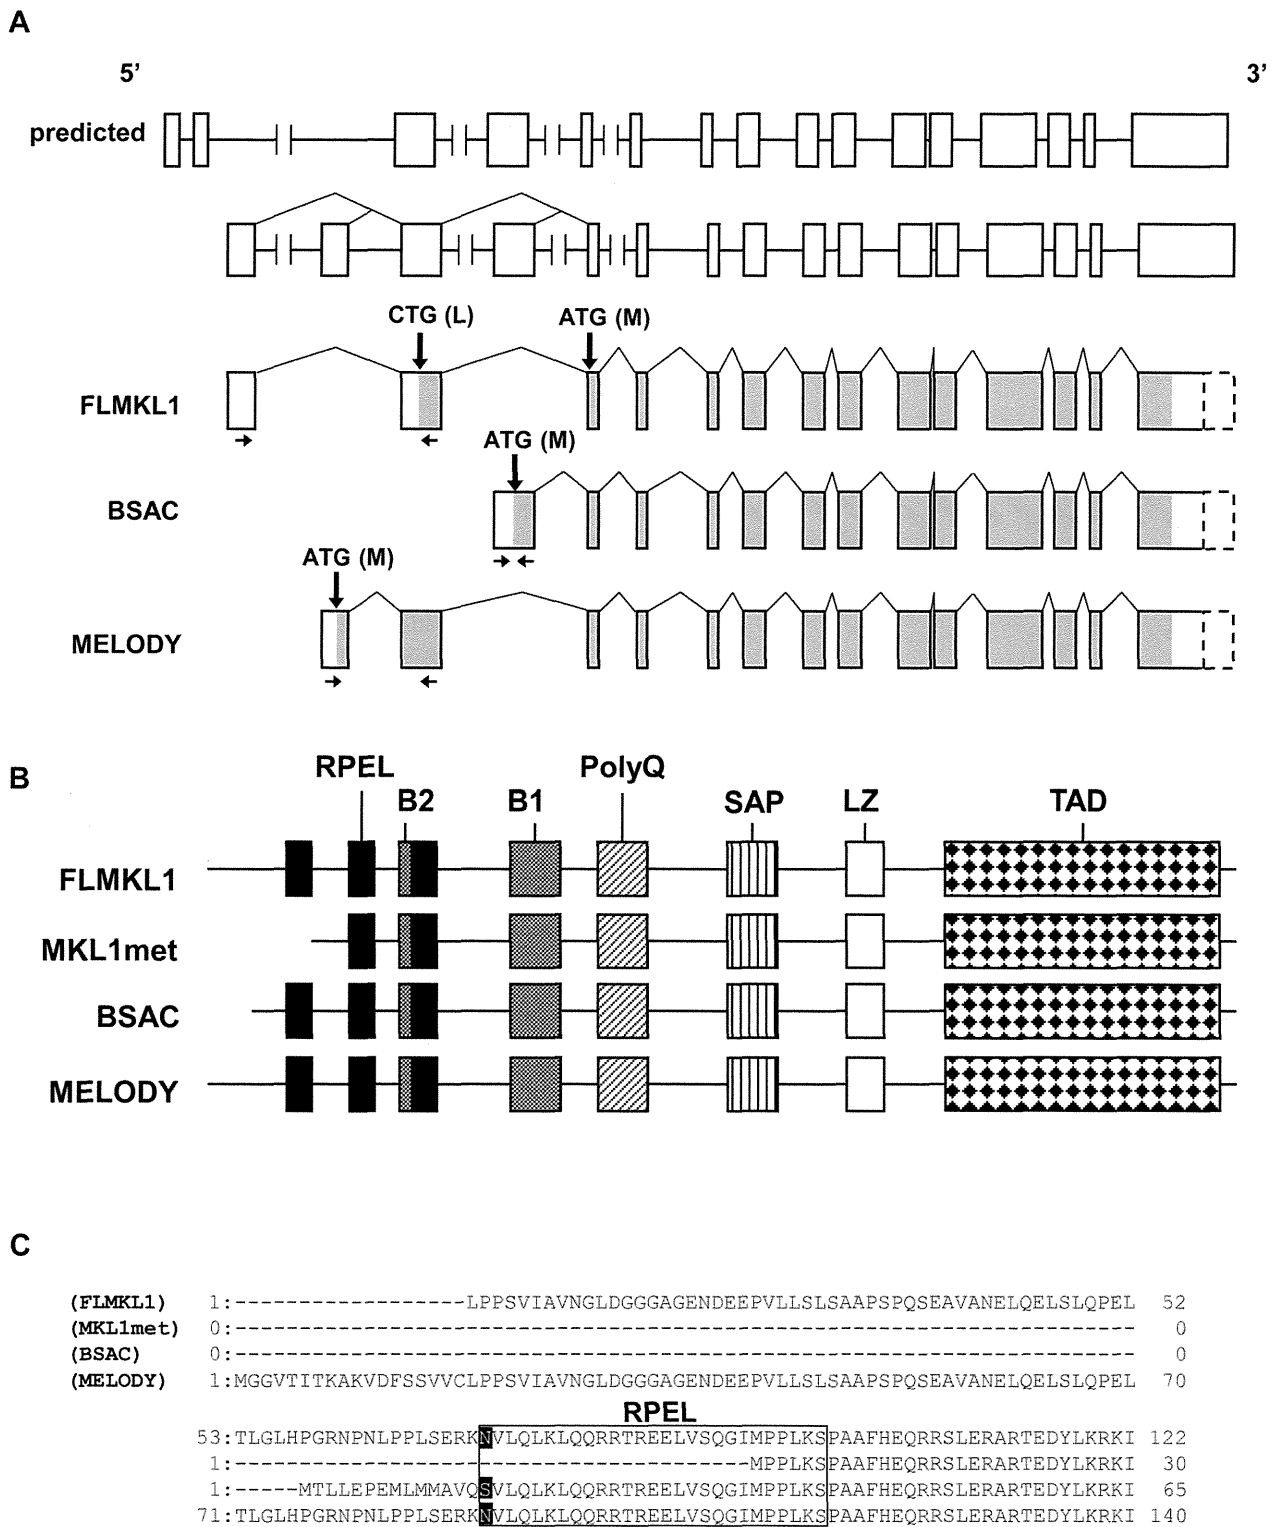 A
5’ 3’
predicted
CTG (L) ATG (M)
FLMKL1
ATG (M)
BSAC
ATG (M)
MELODY
B
RPEL PolyQ
B2 B1 SAP LZ TAD
FLMKL1
MKL1met
BSAC
MELODY
C
(FLMKL1) 1:------------------LPPSVIAVNGLDGGGAGENDEEPVLLSLSAAPSPQSEAVANELQELSLQPEL 52
(MKL1met) 0:---------------------------------------------------------------------- 0
(BSAC) 0:---------------------------------------------------------------------- 0
(MELODY) 1:MGGVTITKAKVDFSSVVCLPPSVIAVNGLDGGGAGENDEEPVLLSLSAAPSPQSEAVANELQELSLQPEL 70
RPEL
53:TLGLHPGRNPNLPPLSERKNVLQLKLQQRRTREELVSQGIMPPLKSPAAFHEQRRSLERARTEDYLKRKI 122
1:----------------------------------------MPPLKSPAAFHEQRRSLERARTEDYLKRKI 30
1:-----MTLLEPEMLMMAVQSVLQLKLQQRRTREELVSQGIMPPLKSPAAFHEQRRSLERARTEDYLKRKI 65
71:TLGLHPGRNPNLPPLSERKNVLQLKLQQRRTREELVSQGIMPPLKSPAAFHEQRRSLERARTEDYLKRKI 140